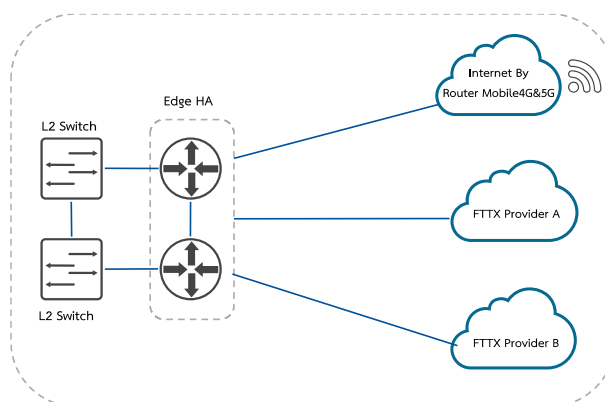 Internet By
Router Mobile4G&5G
Edge HA
L2 Switch
FTTX Provider A
L2 Switch
FTTX Provider B